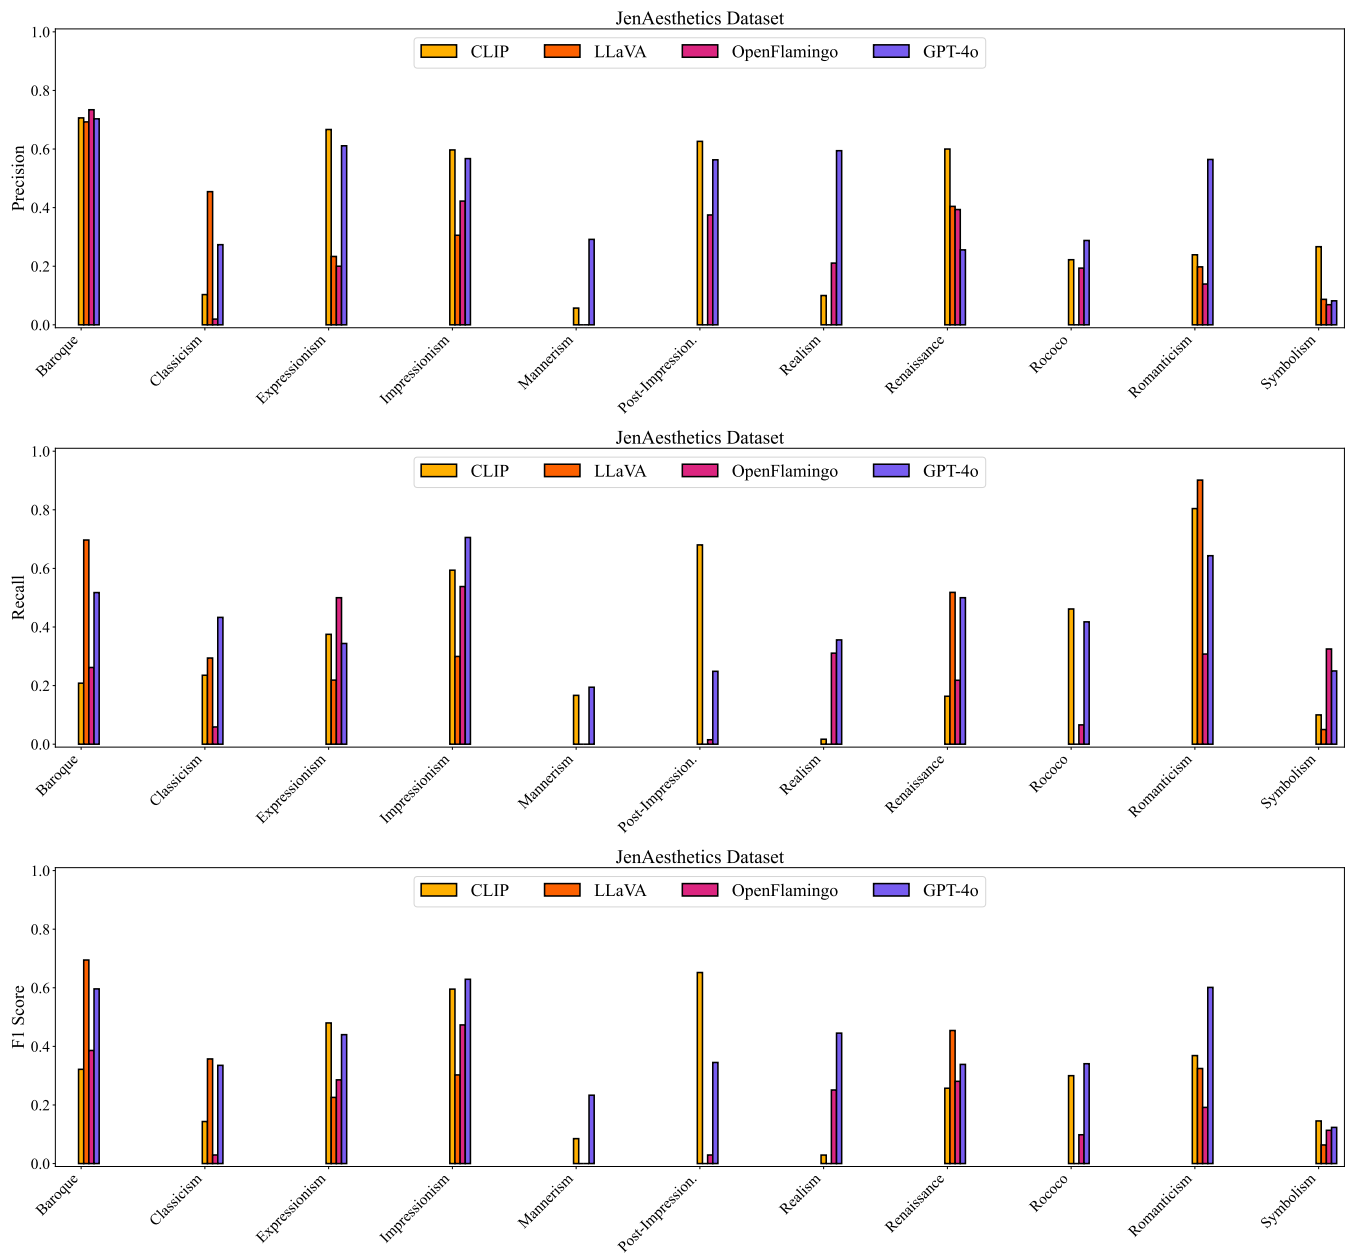 JenAesthetics Dataset
CLIP LLaVA OpenFlamingo GPT-4o
Precision
1.0
0.8
0.6
0.4
0.2
0.0
Baroque Classicism Expressionism Impressionism Mannerism Post-Impression. Realism Renaissance Rococo Romanticism Symbolism
JenAesthetics Dataset
CLIP LLaVA OpenFlamingo GPT-4o
Recall
1.0
0.8
0.6
0.4
0.2
0.0
Baroque Classicism Expressionism Impressionism Mannerism Post-Impression. Realism Renaissance Rococo Romanticism Symbolism
JenAesthetics Dataset
CLIP LLaVA OpenFlamingo GPT-4o
F1 Score
1.0
0.8
0.6
0.4
0.2
0.0
Baroque Classicism Expressionism Impressionism Mannerism Post-Impression. Realism Renaissance Rococo Romanticism Symbolism